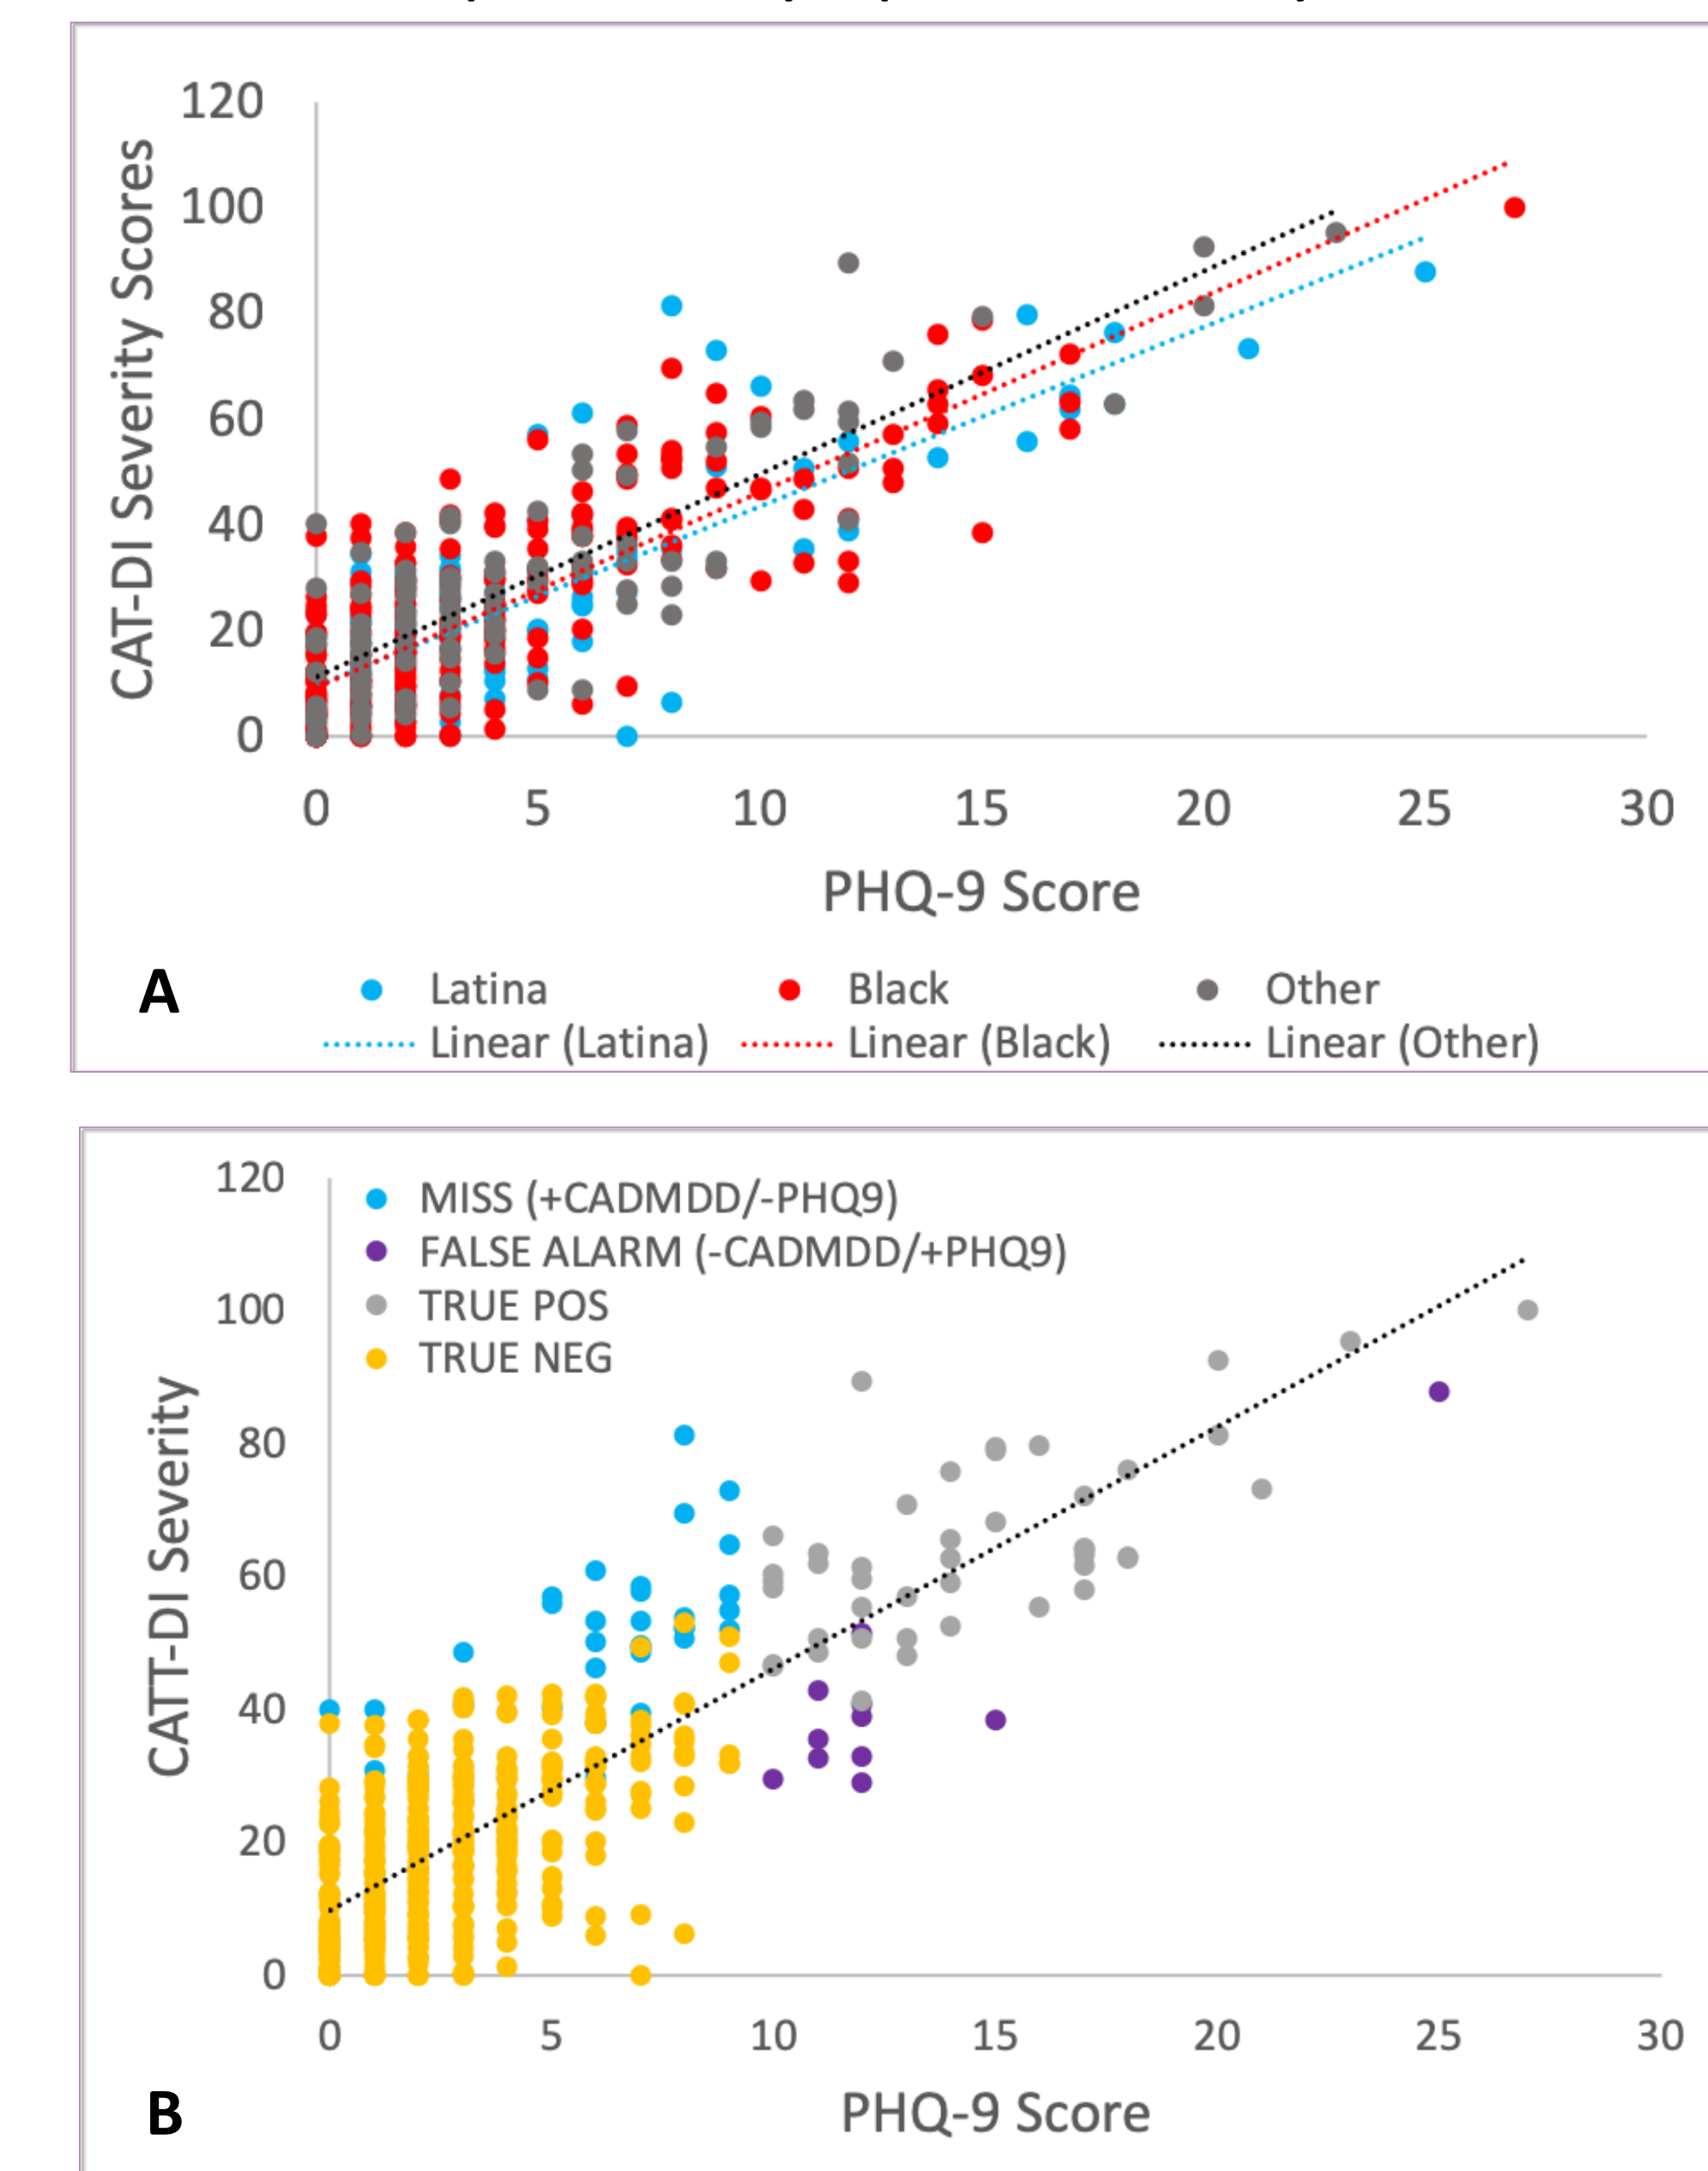 120
100
80
60
40
20
0
CAT-DI Severity Scores
0 5 10 15 20 25 30
PHQ-9 Score
A
Latina Black Other
Linear (Latina) Linear (Black) Linear (Other)
120
100
80
60
40
20
0
CATT-DI Severity
MISS (+CADMDD/-PHQ9)
FALSE ALARM (-CADMDD/+PHQ9)
TRUE POS
TRUE NEG
0 5 10 15 20 25 30
PHQ-9 Score
B